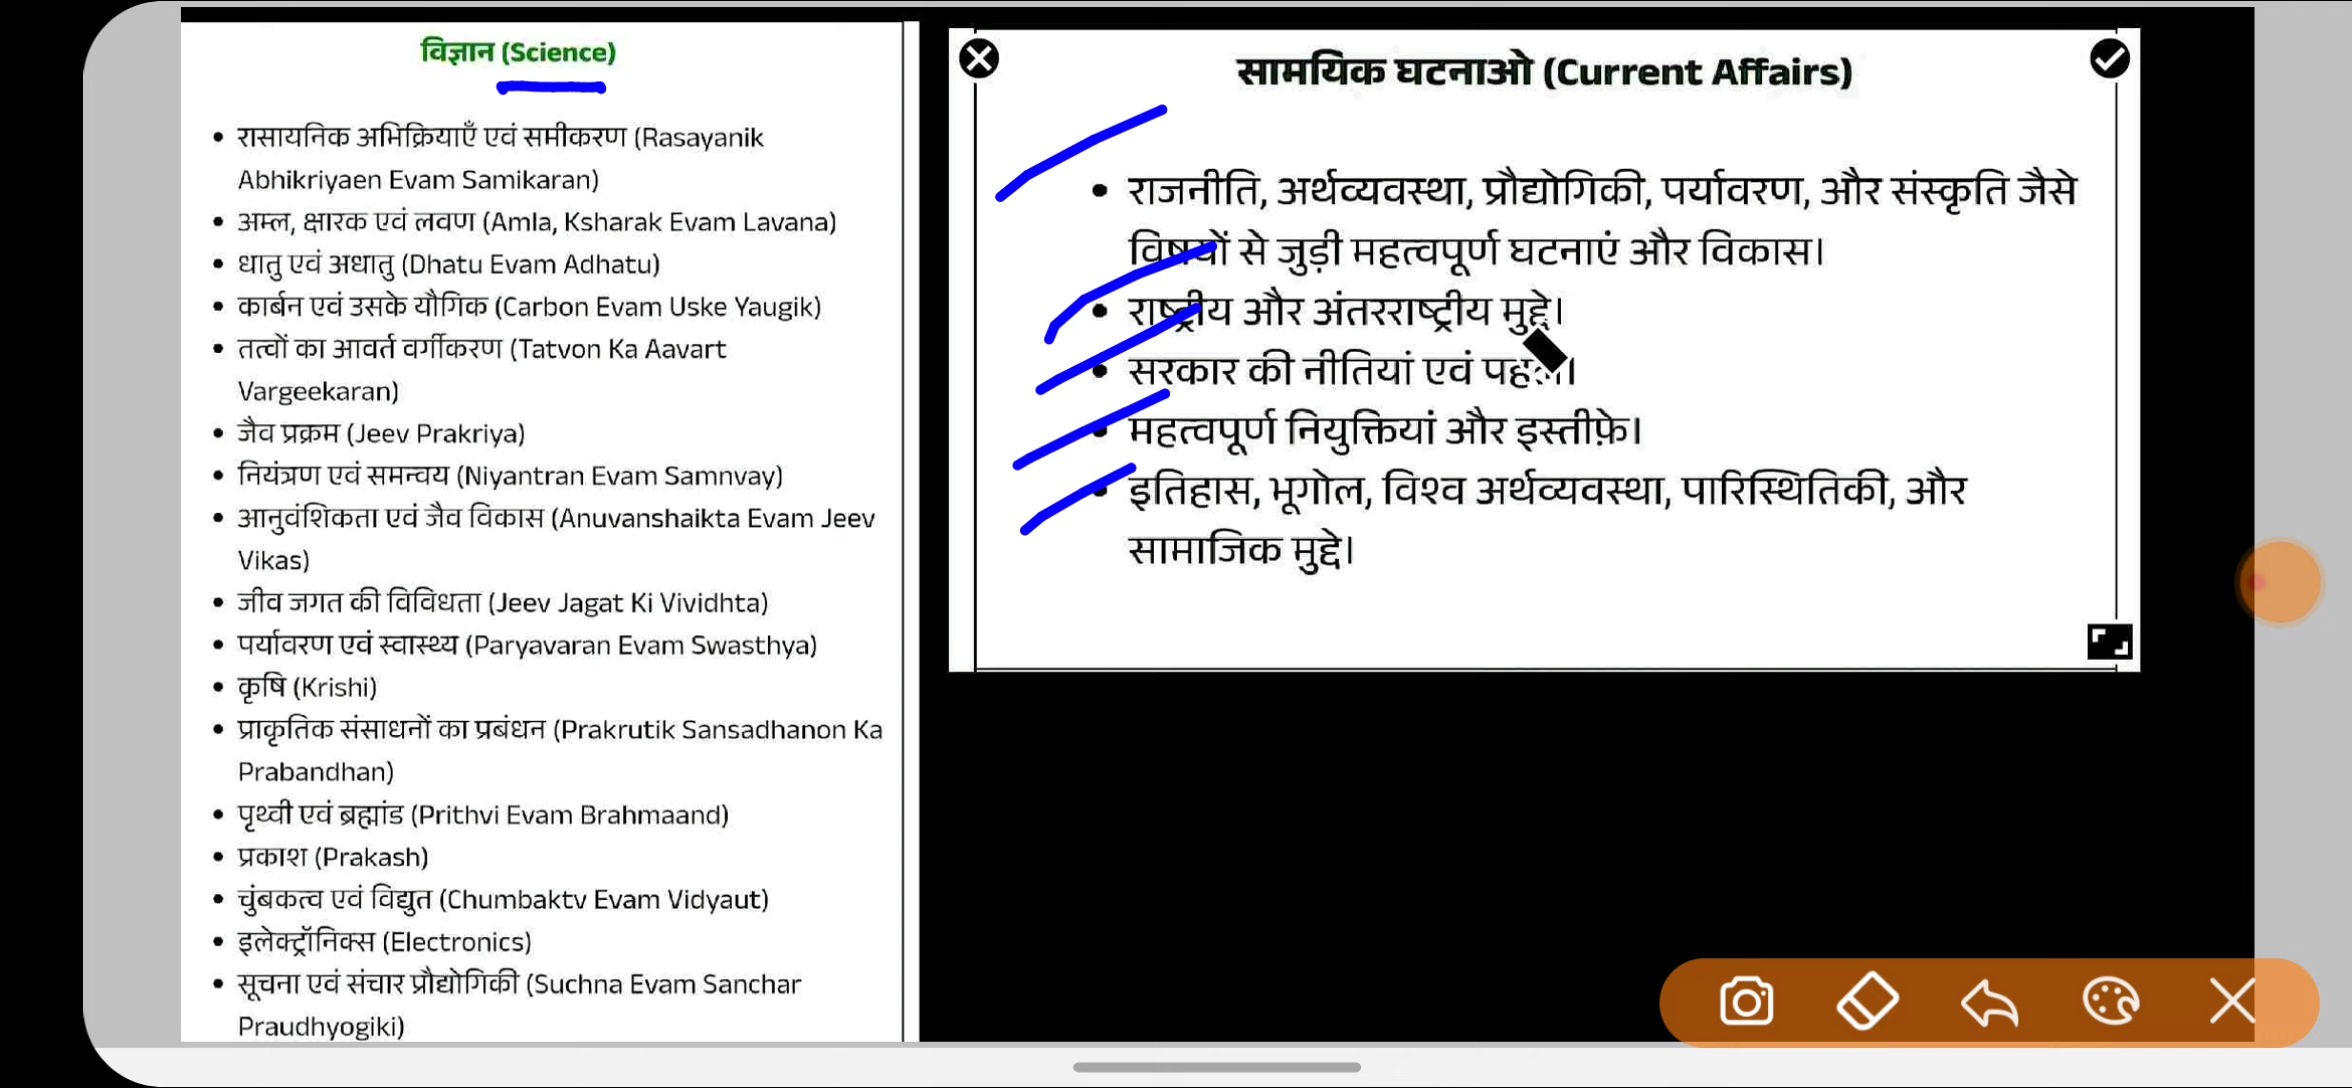 विज्ञान (Science)
• रासायनिक अभिक्रियाएँ एवं समीकरण (Rasayanik
Abhikriyaen Evam Samikaran)
• अम्ल, क्षारक एवं लवण (Amla, Ksharak Evam Lavana)
• धातु एवं अधातु (Dhatu Evam Adhatu)
• कार्बन एवं उसके यौगिक (Carbon Evam Uske Yaugik)
• तत्वों का आवर्त वर्गीकरण (Tatvon Ka Aavart
Vargeekaran)
• जैव प्रक्रम (Jeev Prakriya)
• नियंत्रण एवं समन्वय (Niyantran Evam Samnvay)
• आनुवंशिकता एवं जैव विकास (Anuvanshaikta Evam Jeev
Vikas)
• जीव जगत की विविधता (Jeev Jagat Ki Vividhta)
• पर्यावरण एवं स्वास्थ्य (Paryavaran Evam Swasthya)
• कृषि (Krishi)
• प्राकृतिक संसाधनों का प्रबंधन (Prakrutik Sansadhanon Ka
Prabandhan)
• पृथ्वी एवं ब्रह्मांड (Prithvi Evam Brahmaand)
• प्रकाश (Prakash)
• चुंबकत्व एवं विद्युत (Chumbaktv Evam Vidyaut)
• इलेक्ट्रॉनिक्स (Electronics)
• सूचना एवं संचार प्रौद्योगिकी (Suchna Evam Sanchar
Praudhyogiki)
सामयिक घटनाओ (Current Affairs)
• राजनीति, अर्थव्यवस्था, प्रौद्योगिकी, पर्यावरण, और संस्कृति जैसे
विषयों से जुड़ी महत्वपूर्ण घटनाएं और विकास।
• राष्ट्रीय और अंतरराष्ट्रीय मुद्दे।
• सरकार की नीतियां एवं पहल।
• महत्वपूर्ण नियुक्तियां और इस्तीफ़े।
• इतिहास, भूगोल, विश्व अर्थव्यवस्था, पारिस्थितिकी, और
सामाजिक मुद्दे।